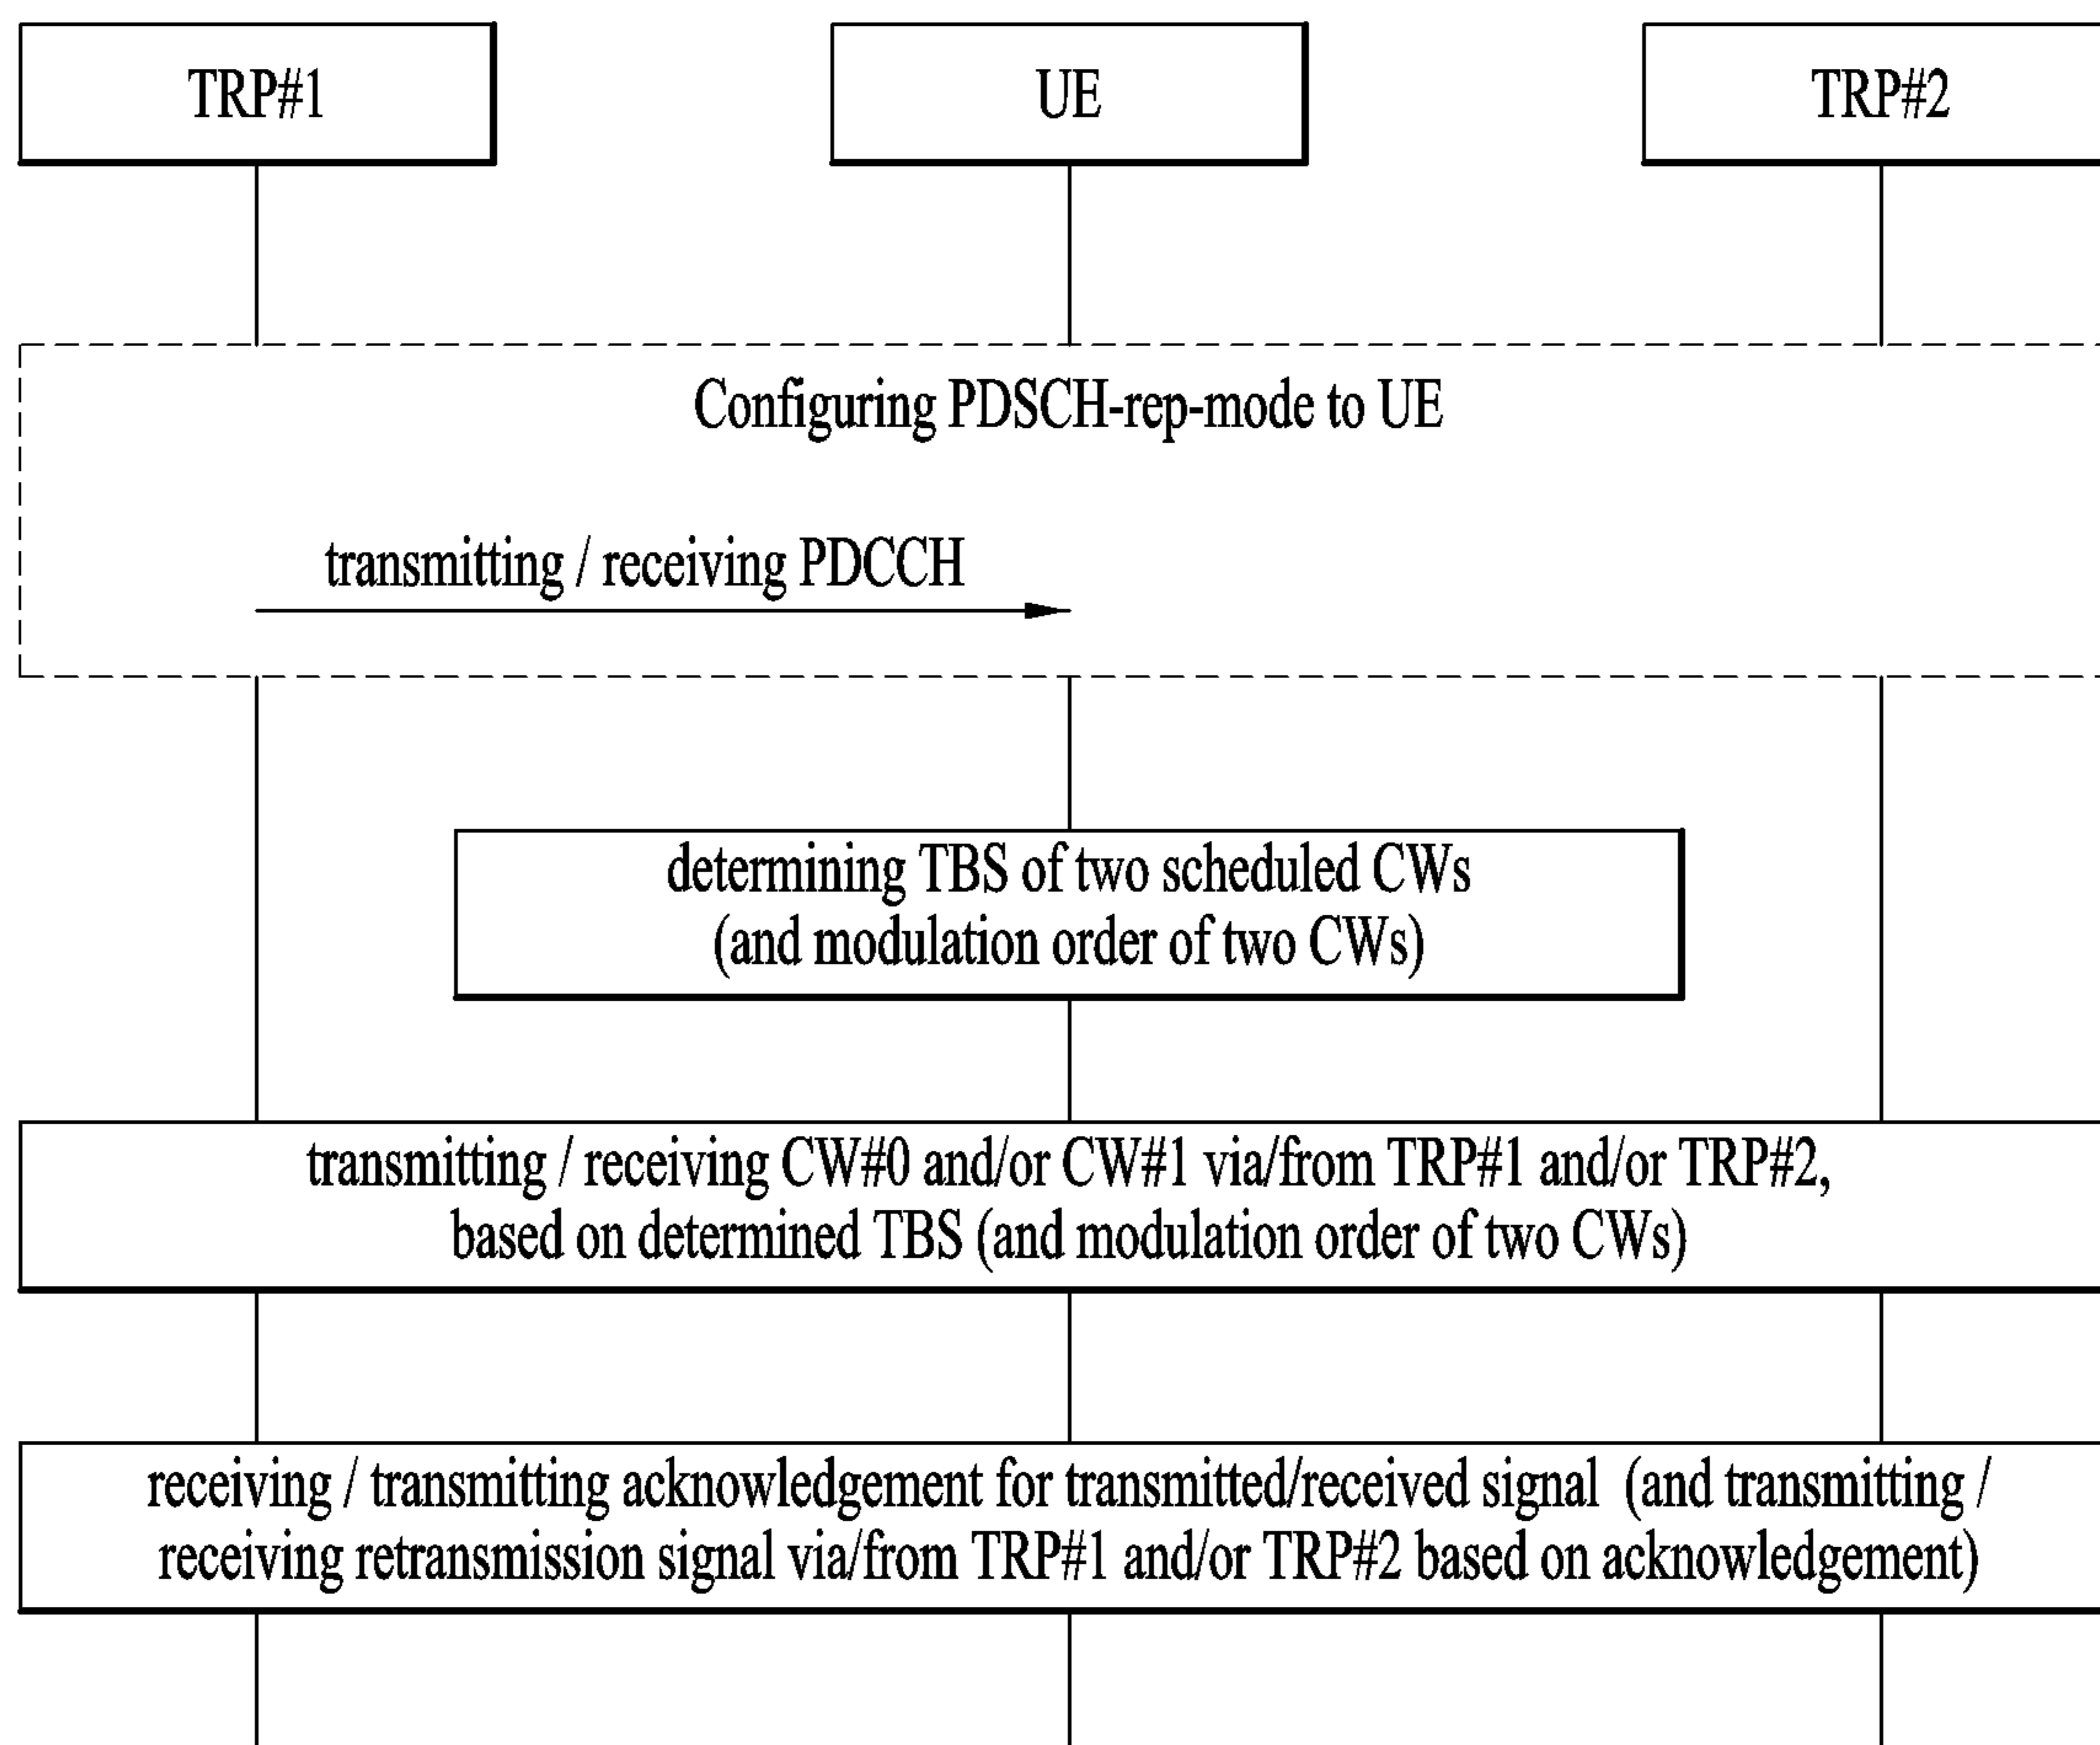 TRP#1
UE
TRP#2
Configuring PDSCH-rep-mode to UE
transmitting / receiving PDCCH
determining TBS of two scheduled CWs
(and modulation order of two CWs)
transmitting / receiving CW#0 and/or CW#1 via/from TRP#1 and/or TRP#2,
based on determined TBS (and modulation order of two CWs)
receiving / transmitting acknowledgement for transmitted/received signal (and transmitting /
receiving retransmission signal via/from TRP#1 and/or TRP#2 based on acknowledgement)